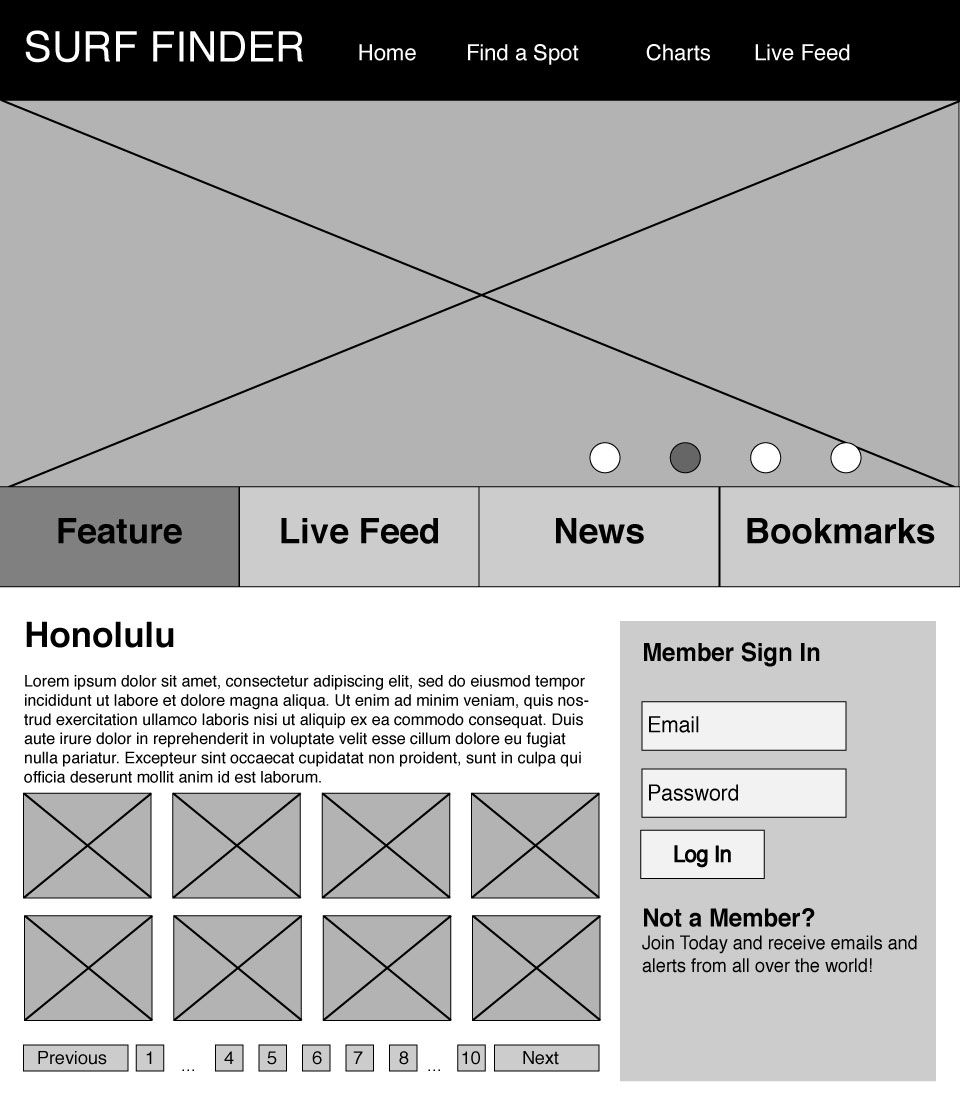 SURF FINDER Home Find a Spot Charts Live Feed
Feature Live Feed News Bookmarks
Honolulu
Lorem ipsum dolor sit amet, consectetur adipiscing elit, sed do eiusmod tempor
incididunt ut labore et dolore magna aliqua. Ut enim ad minim veniam, quis nos-
trud exercitation ullamco laboris nisi ut aliquip ex ea commodo consequat. Duis
aute irure dolor in reprehenderit in voluptate velit esse cillum dolore eu fugiat
nulla pariatur. Excepteur sint occaecat cupidatat non proident, sunt in culpa qui
officia deserunt mollit anim id est laborum.
Previous 1 ... 4 5 6 7 8 ... 10 Next
Member Sign In
Email
Password
Log In
Not a Member?
Join Today and receive emails and
alerts from all over the world!